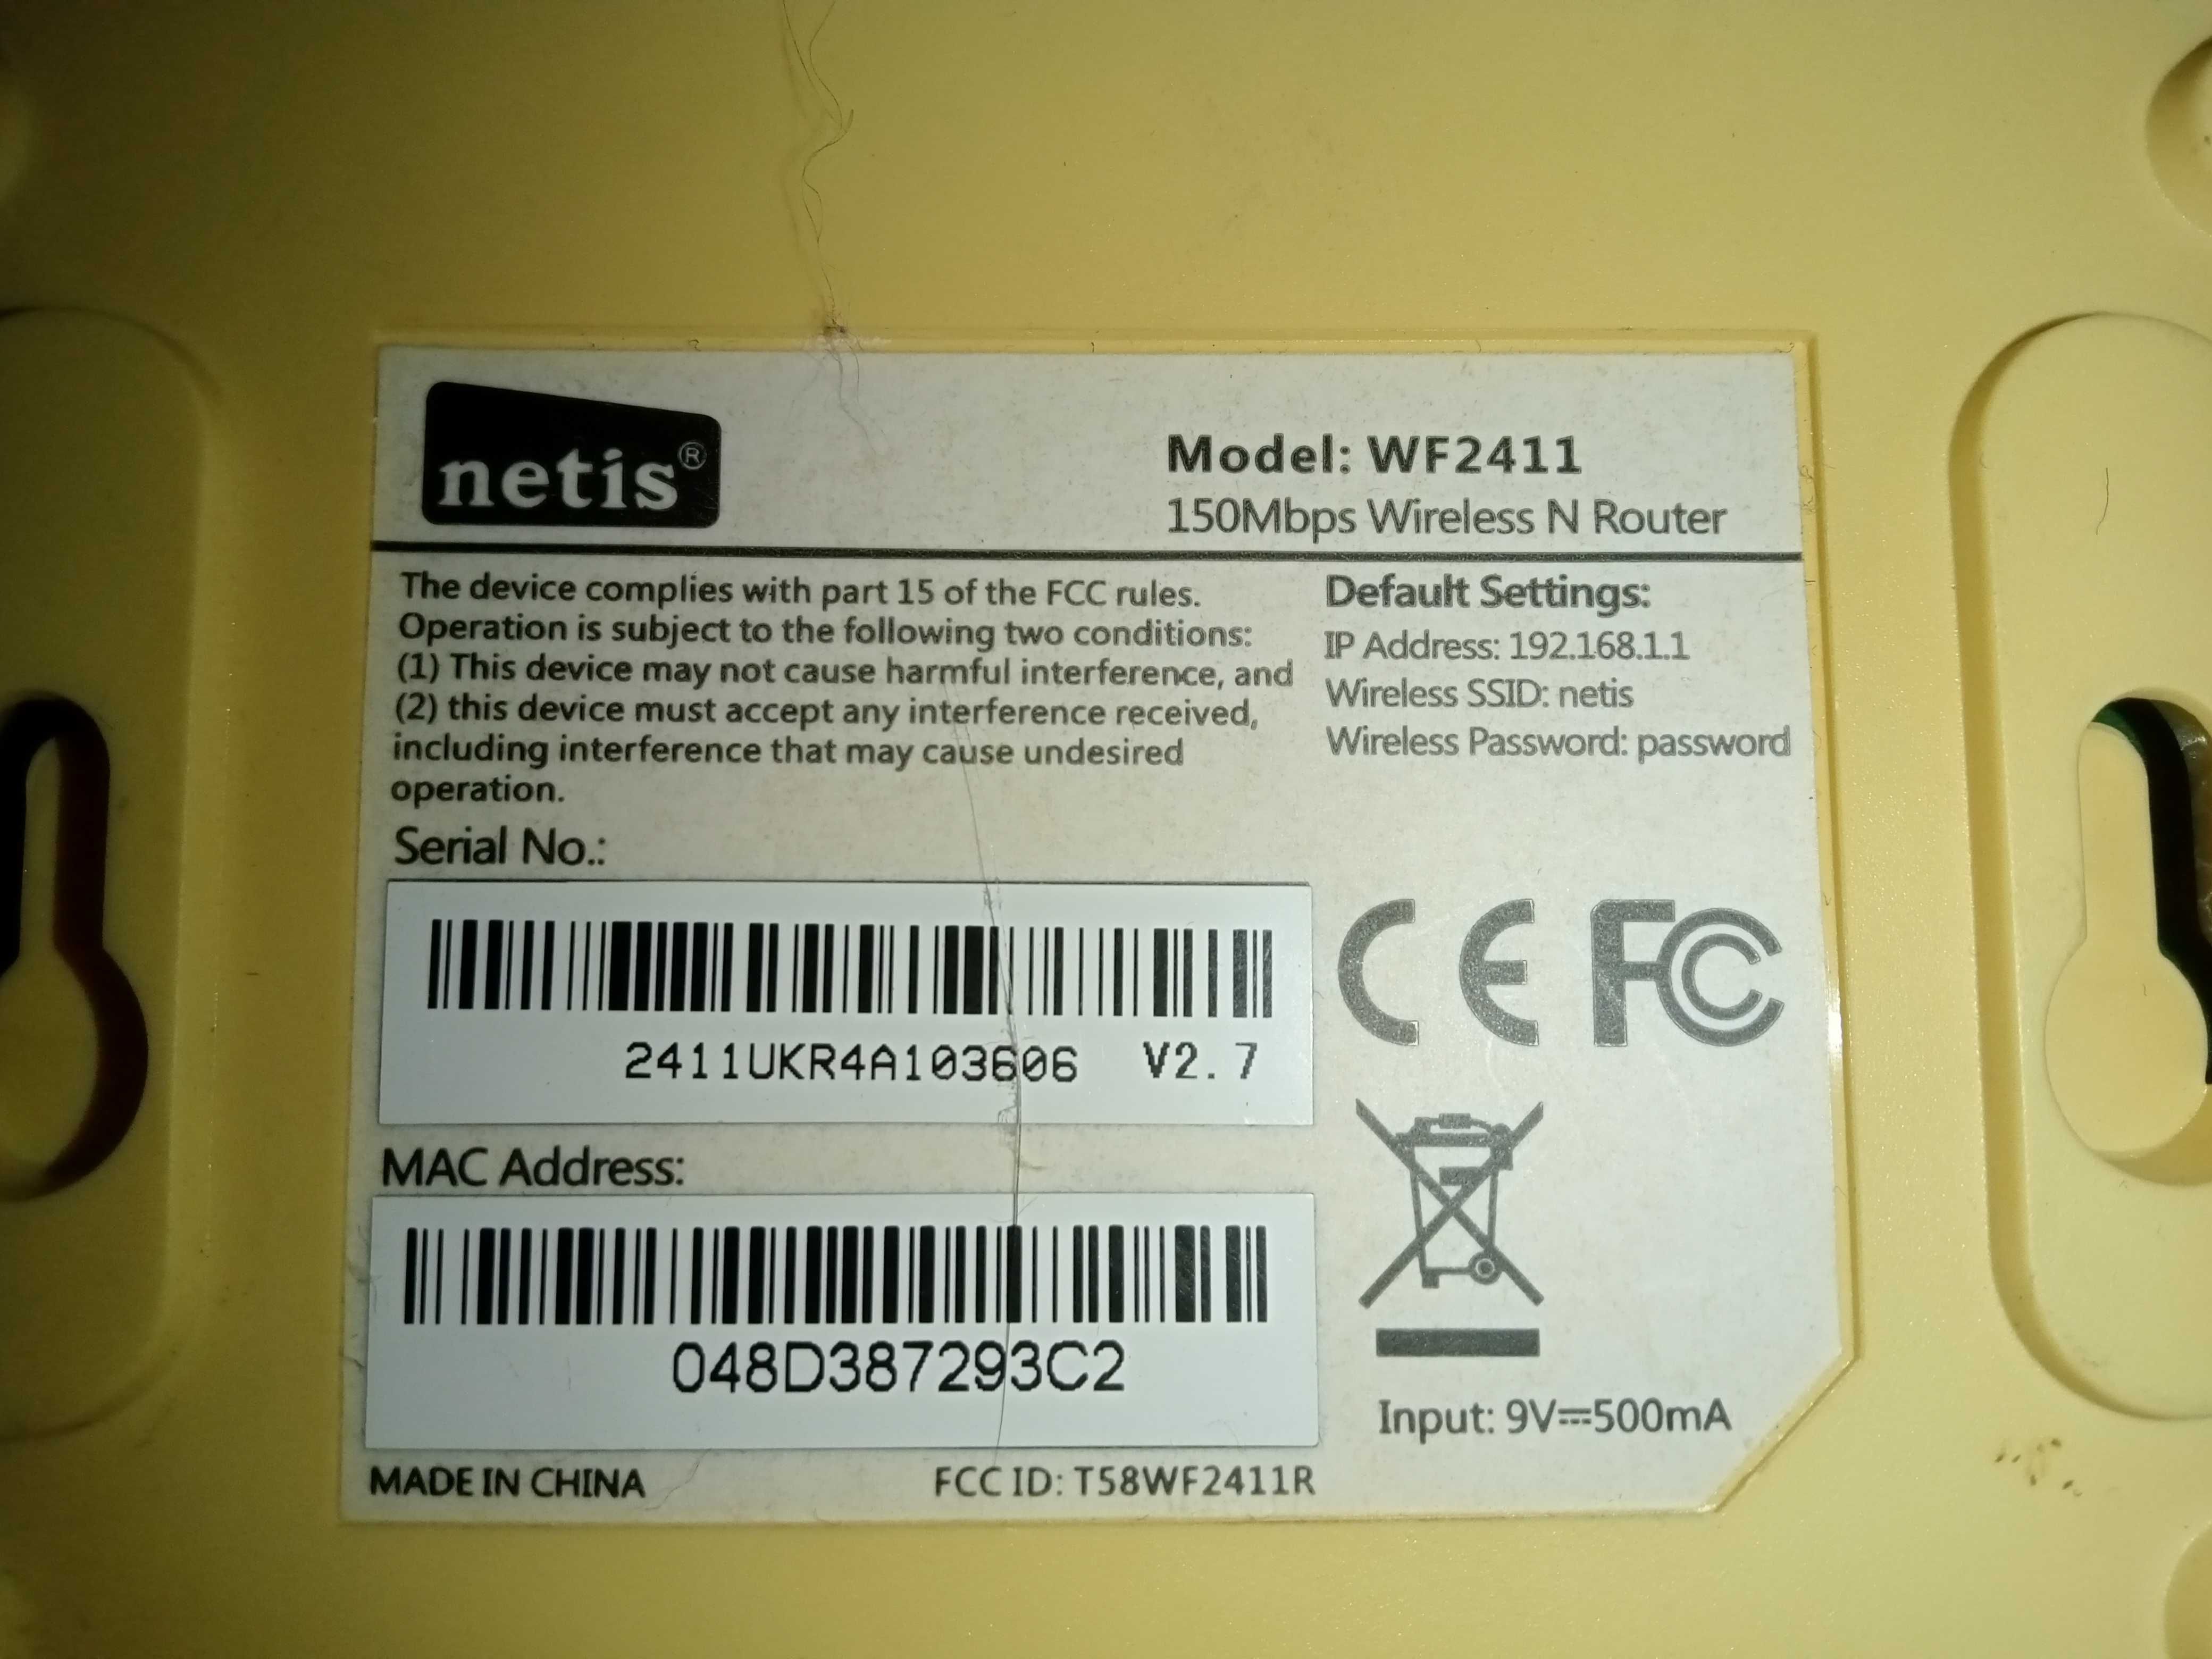 netis®
Model: WF2411
150Mbps Wireless N Router
The device complies with part 15 of the FCC rules.
Operation is subject to the following two conditions:
(1) This device may not cause harmful interference, and
(2) this device must accept any interference received,
including interference that may cause undesired
operation.
Default Settings:
IP Address: 192.168.1.1
Wireless SSID: netis
Wireless Password: password
Serial No.:
2411UKR4A103606 V2.7
MAC Address:
048D387293C2
CE FC
Input: 9V⎓500mA
MADE IN CHINA
FCC ID: T58WF2411R